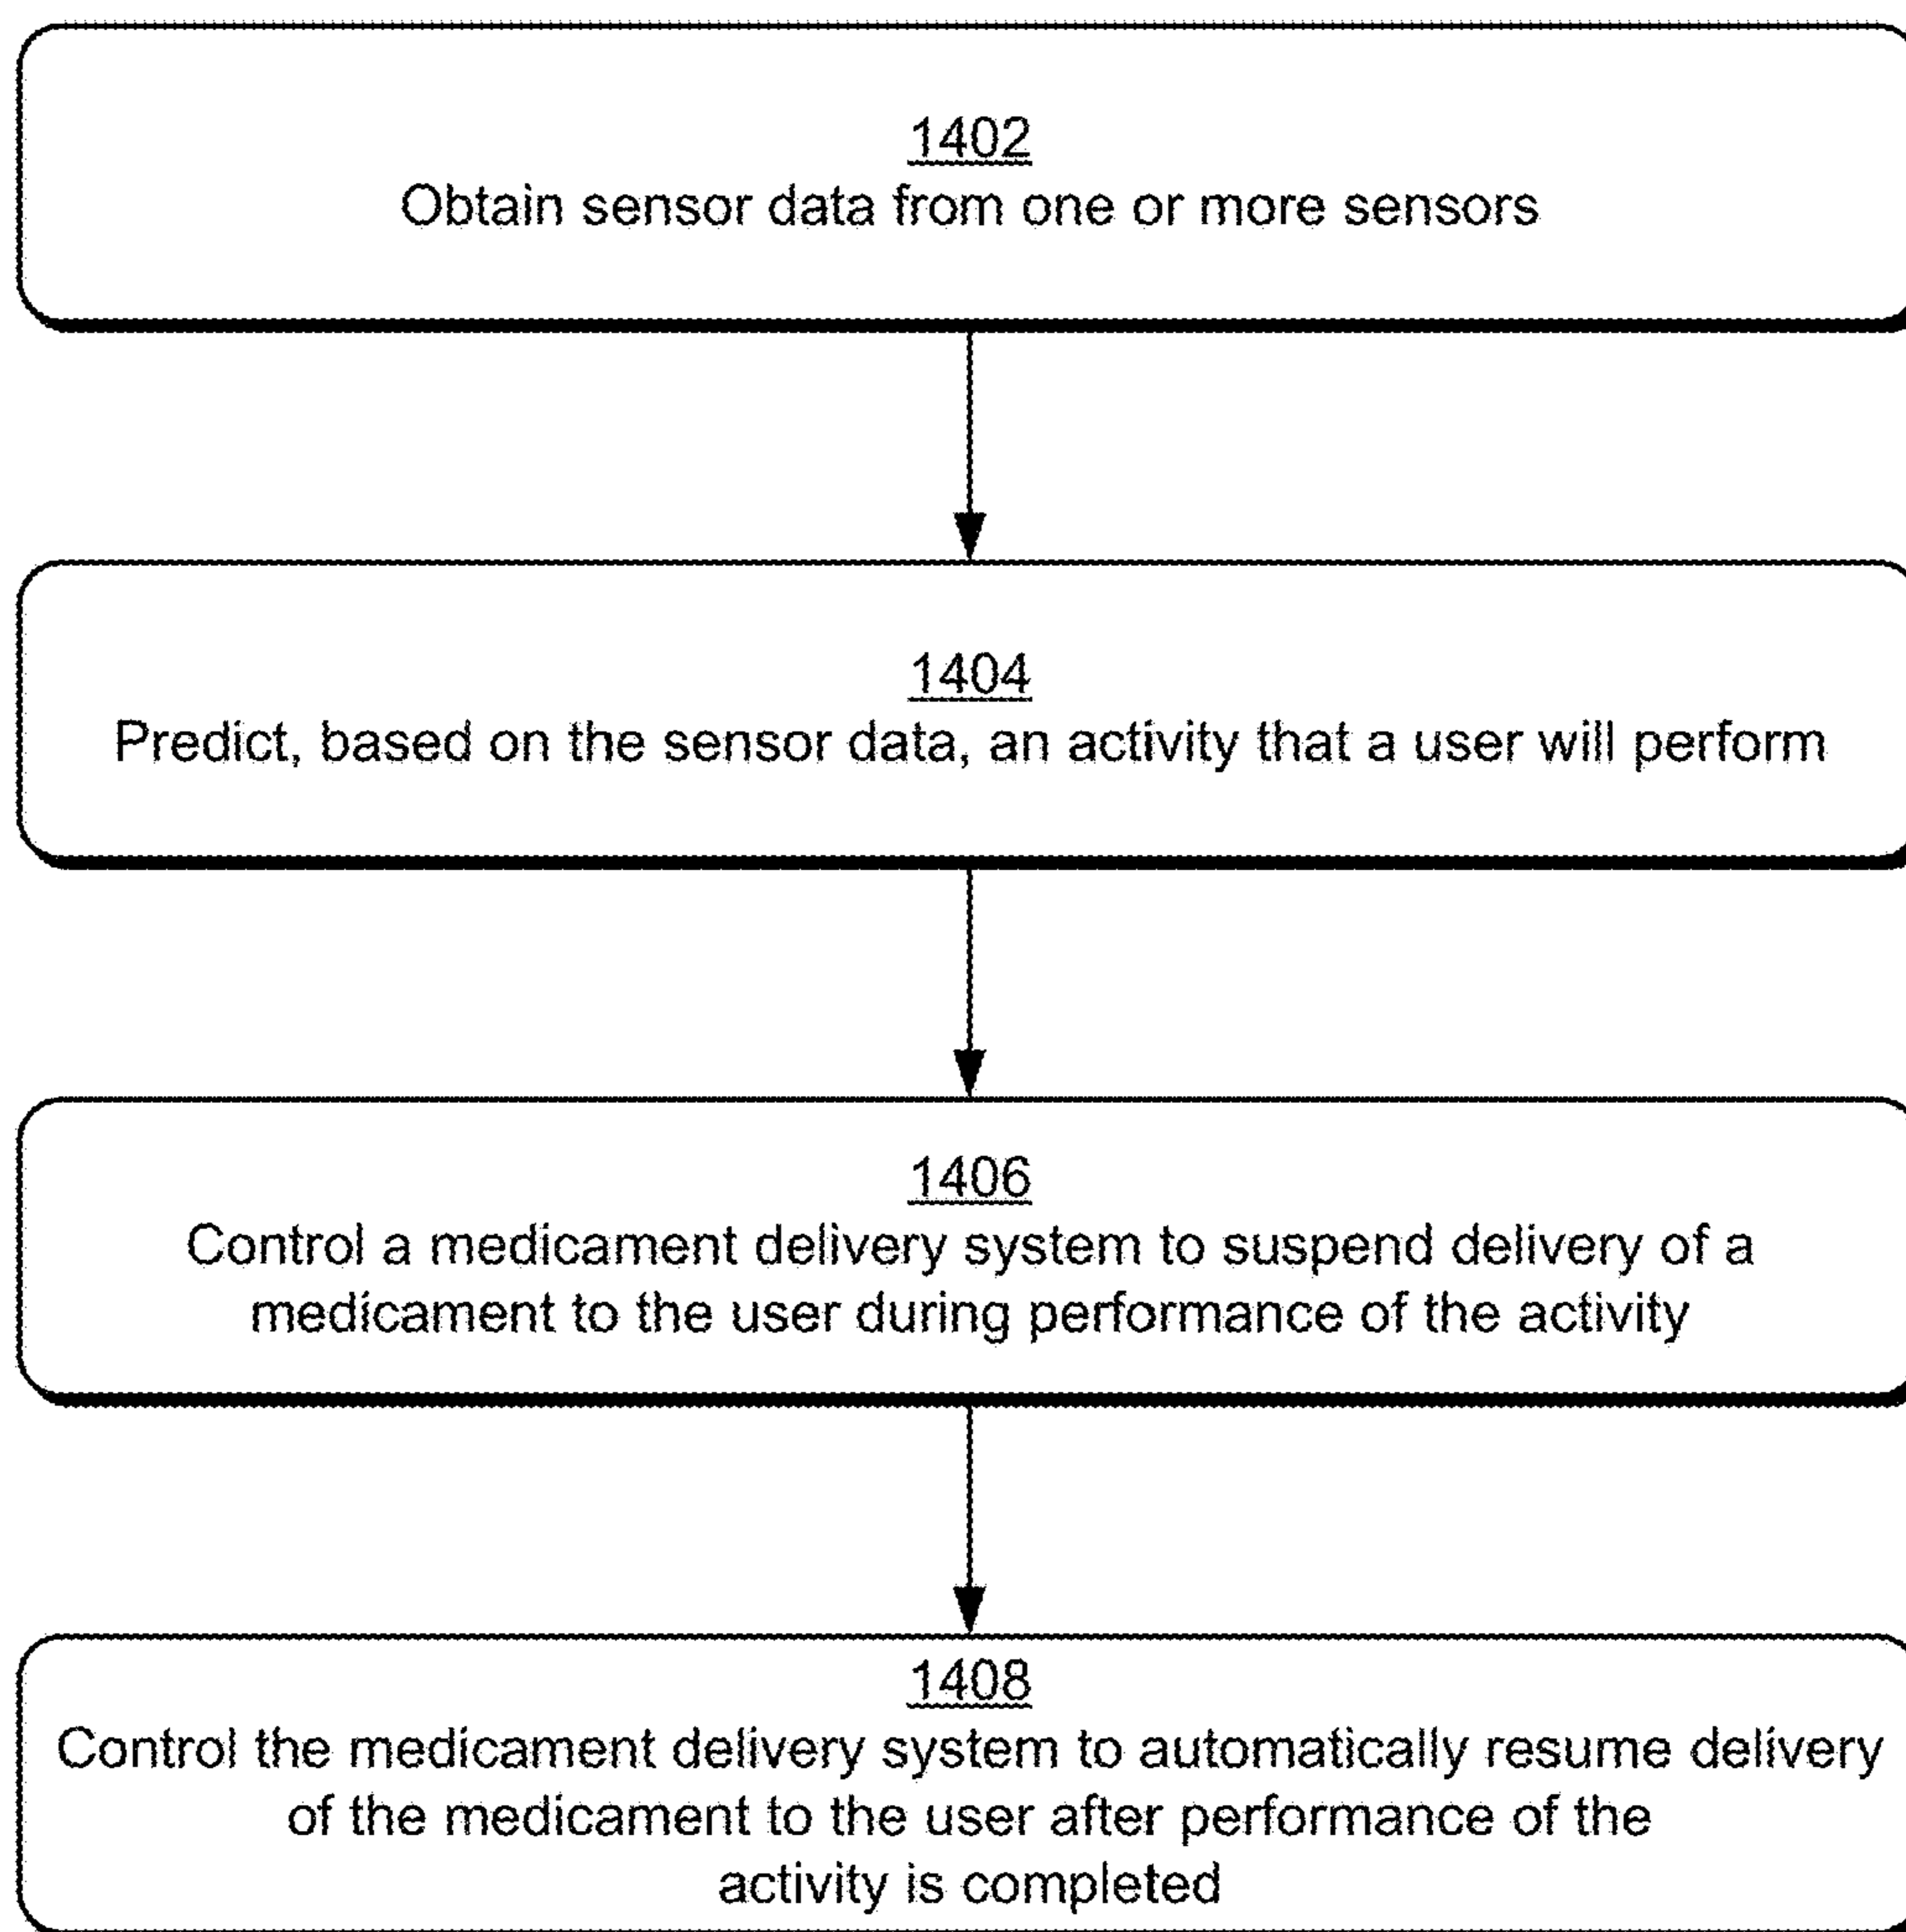 1402
Obtain sensor data from one or more sensors
1404
Predict, based on the sensor data, an activity that a user will perform
1406
Control a medicament delivery system to suspend delivery of a
medicament to the user during performance of the activity
1408
Control the medicament delivery system to automatically resume delivery
of the medicament to the user after performance of the
activity is completed